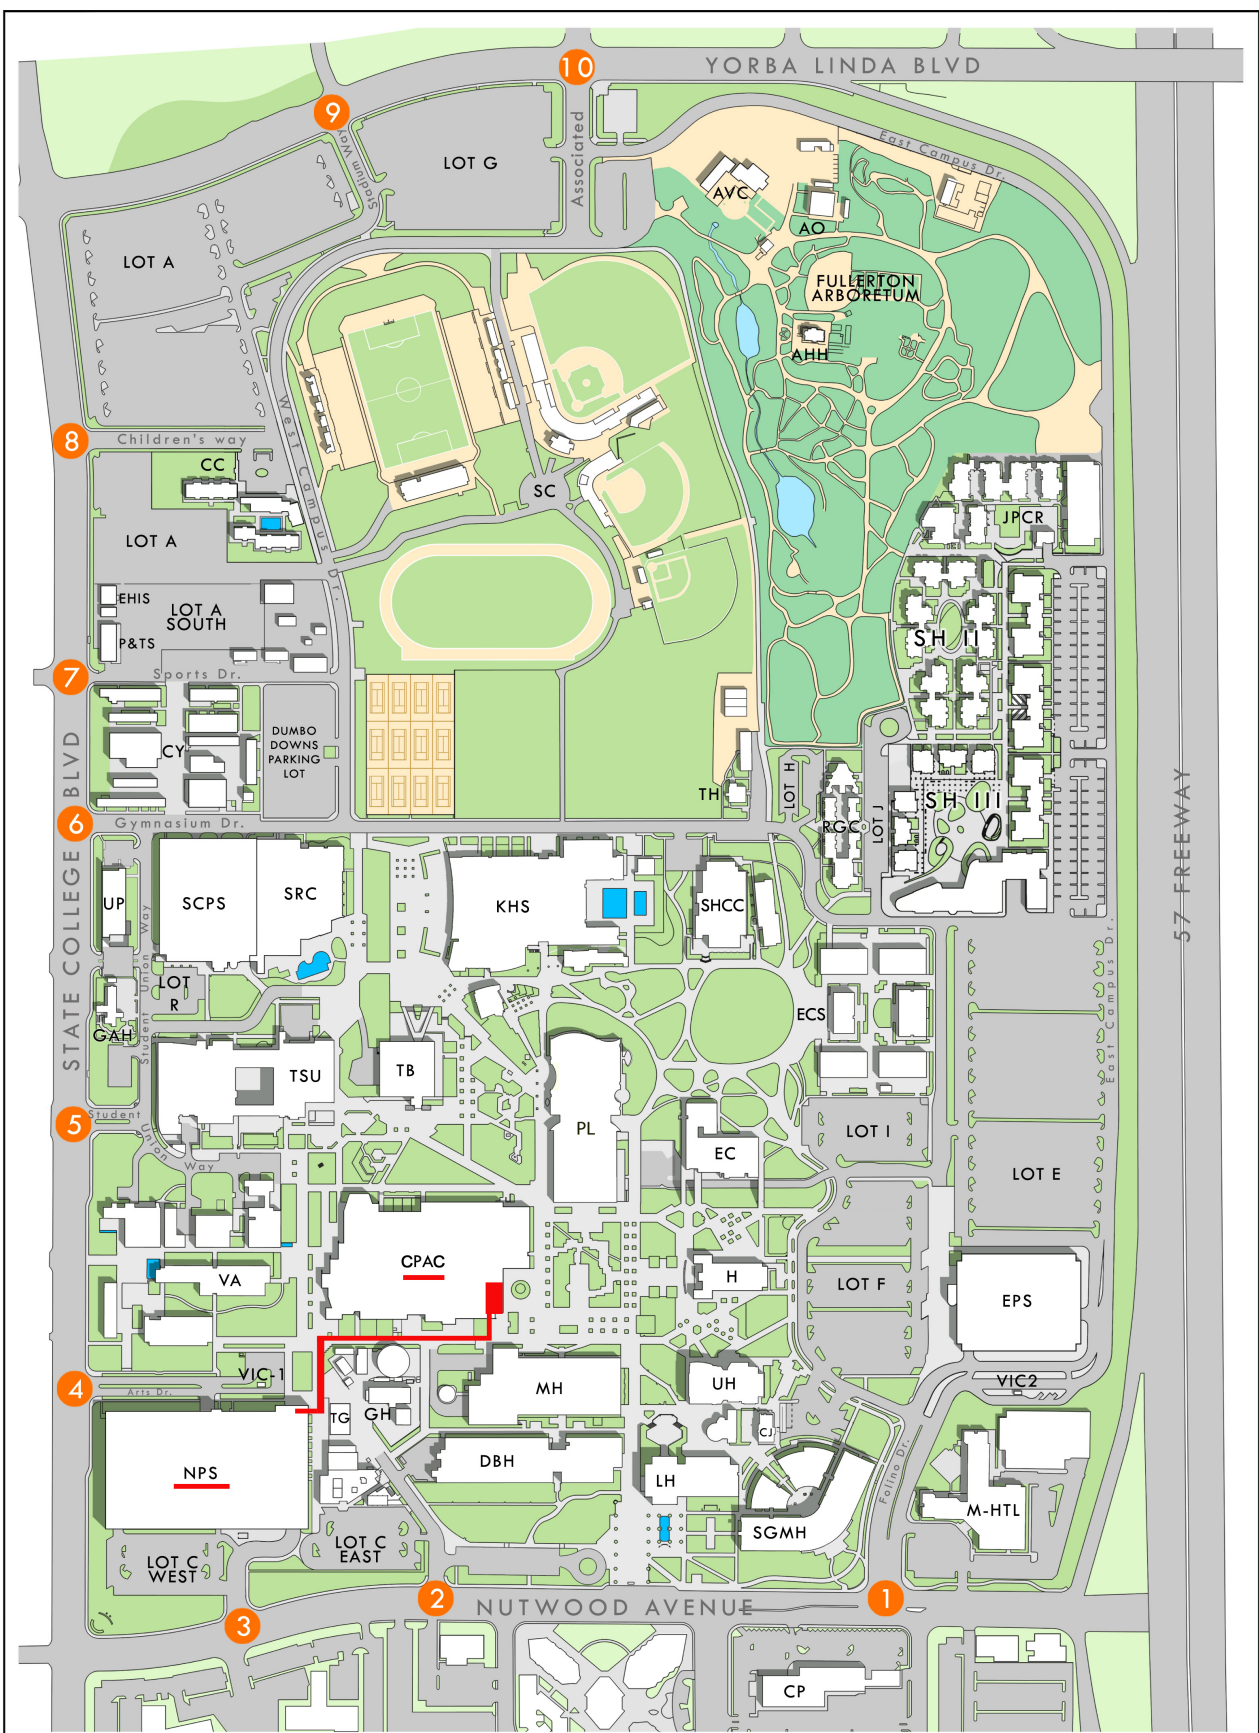 10
YORBA LINDA BLVD
9
Stadium Way
LOT G
Associated
East Campus Dr.
AVC
AO
LOT A
FULLERTON
ARBORETUM
AHH
8
Children's way
West Campus Dr.
CC
SC
LOT A
JPCR
EHIS
LOT A
SOUTH
P&TS
SH II
7
Sports Dr.
CY
DUMBO
DOWNS
PARKING
LOT
TH
LOT H
RGC
LOT J
SH III
57 FREEWAY
6
Gymnasium Dr.
STATE COLLEGE BLVD
UP
SCPS
SRC
KHS
SHCC
Student Union Way
LOT
R
GAH
ECS
East Campus Dr.
TSU
TB
5
Student
Union Way
PL
EC
LOT I
LOT E
CPAC
VA
H
LOT F
EPS
4
Arts Dr.
VIC-1
MH
UH
VIC2
TG
GH
CJ
NPS
DBH
LH
Folino Dr.
M-HTL
SGMH
LOT C
EAST
LOT C
WEST
3
2
NUTWOOD AVENUE
1
CP